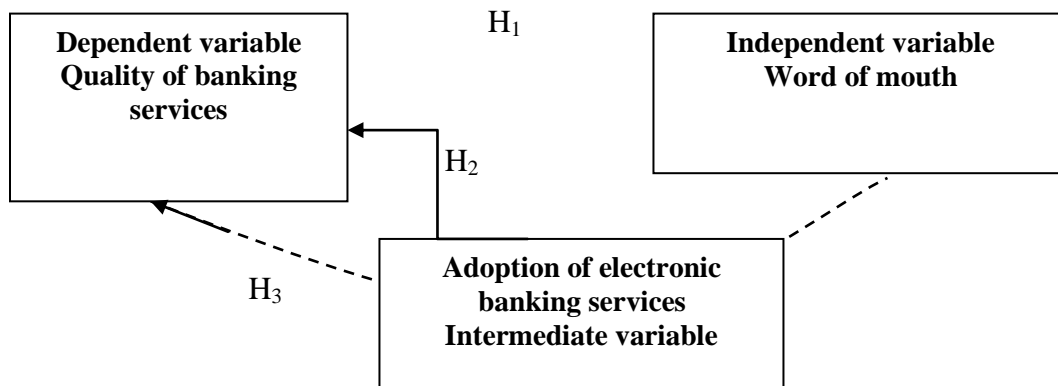 H₁
Dependent variable
Quality of banking
services
Independent variable
Word of mouth
H₂
H₃
Adoption of electronic
banking services
Intermediate variable